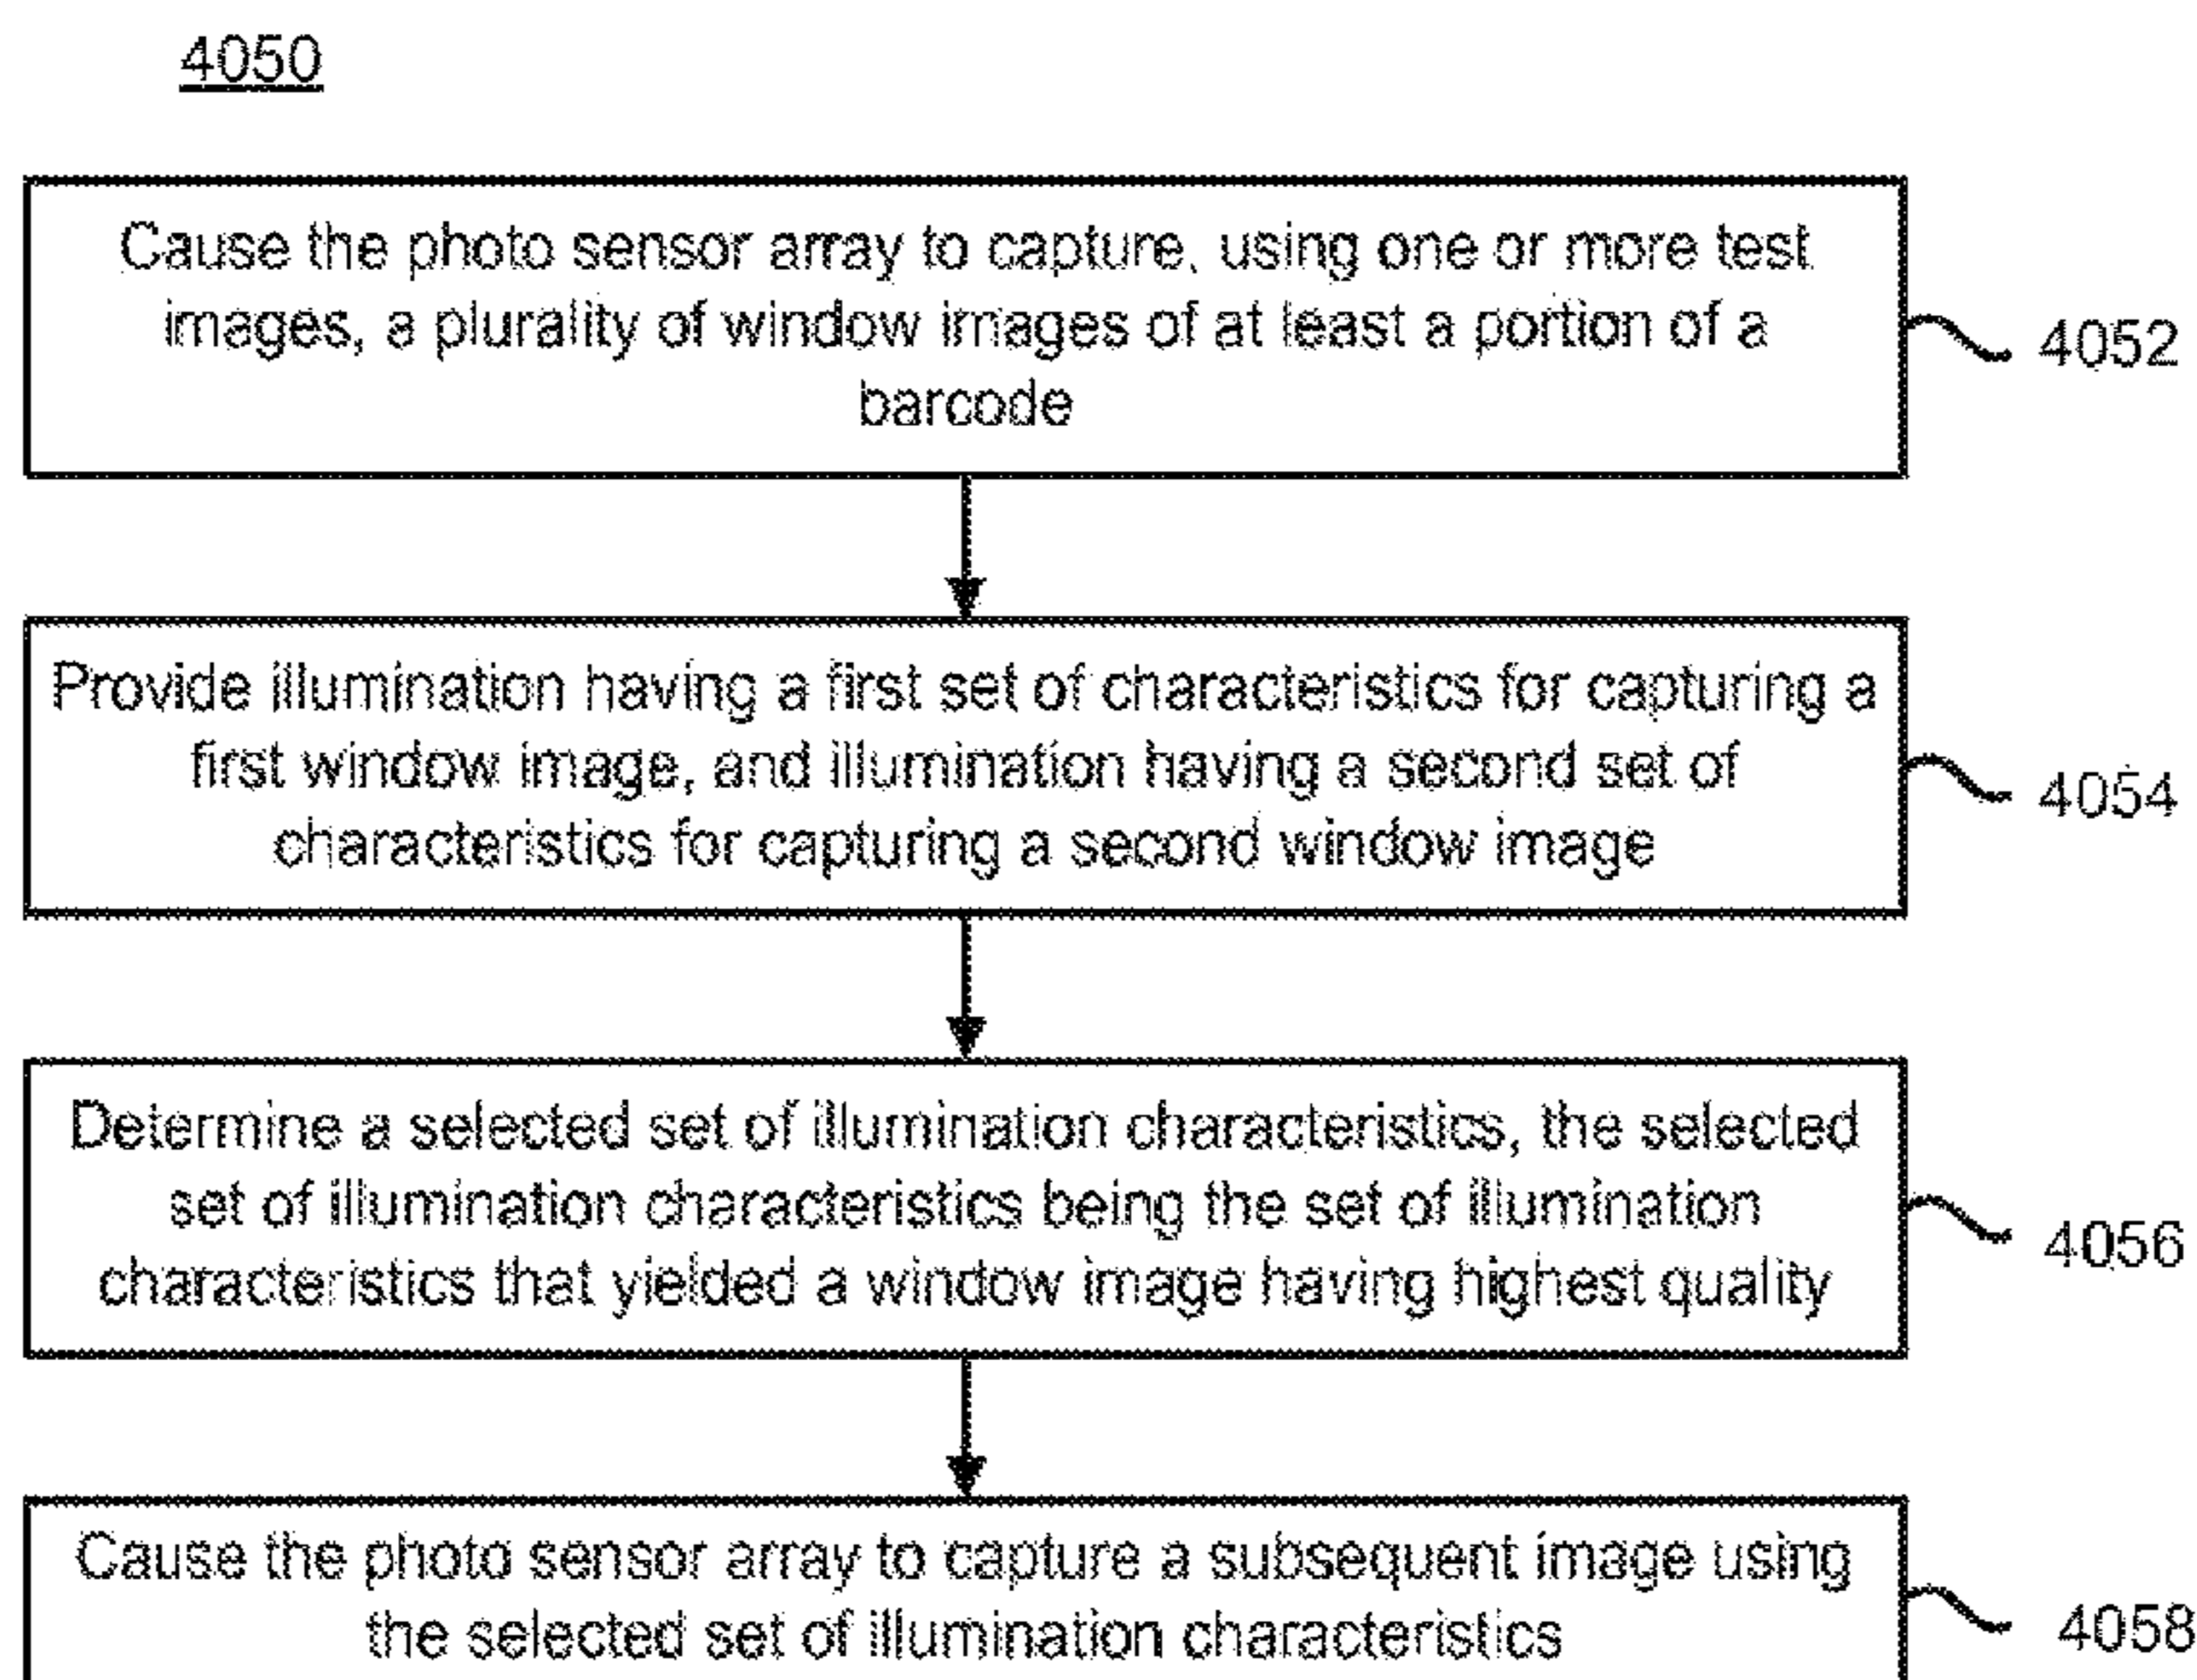 4050
Cause the photo sensor array to capture, using one or more test
images, a plurality of window images of at least a portion of a
barcode
4052
Provide illumination having a first set of characteristics for capturing a
first window image, and illumination having a second set of
characteristics for capturing a second window image
4054
Determine a selected set of illumination characteristics, the selected
set of illumination characteristics being the set of illumination
characteristics that yielded a window image having highest quality
4056
Cause the photo sensor array to capture a subsequent image using
the selected set of illumination characteristics
4058